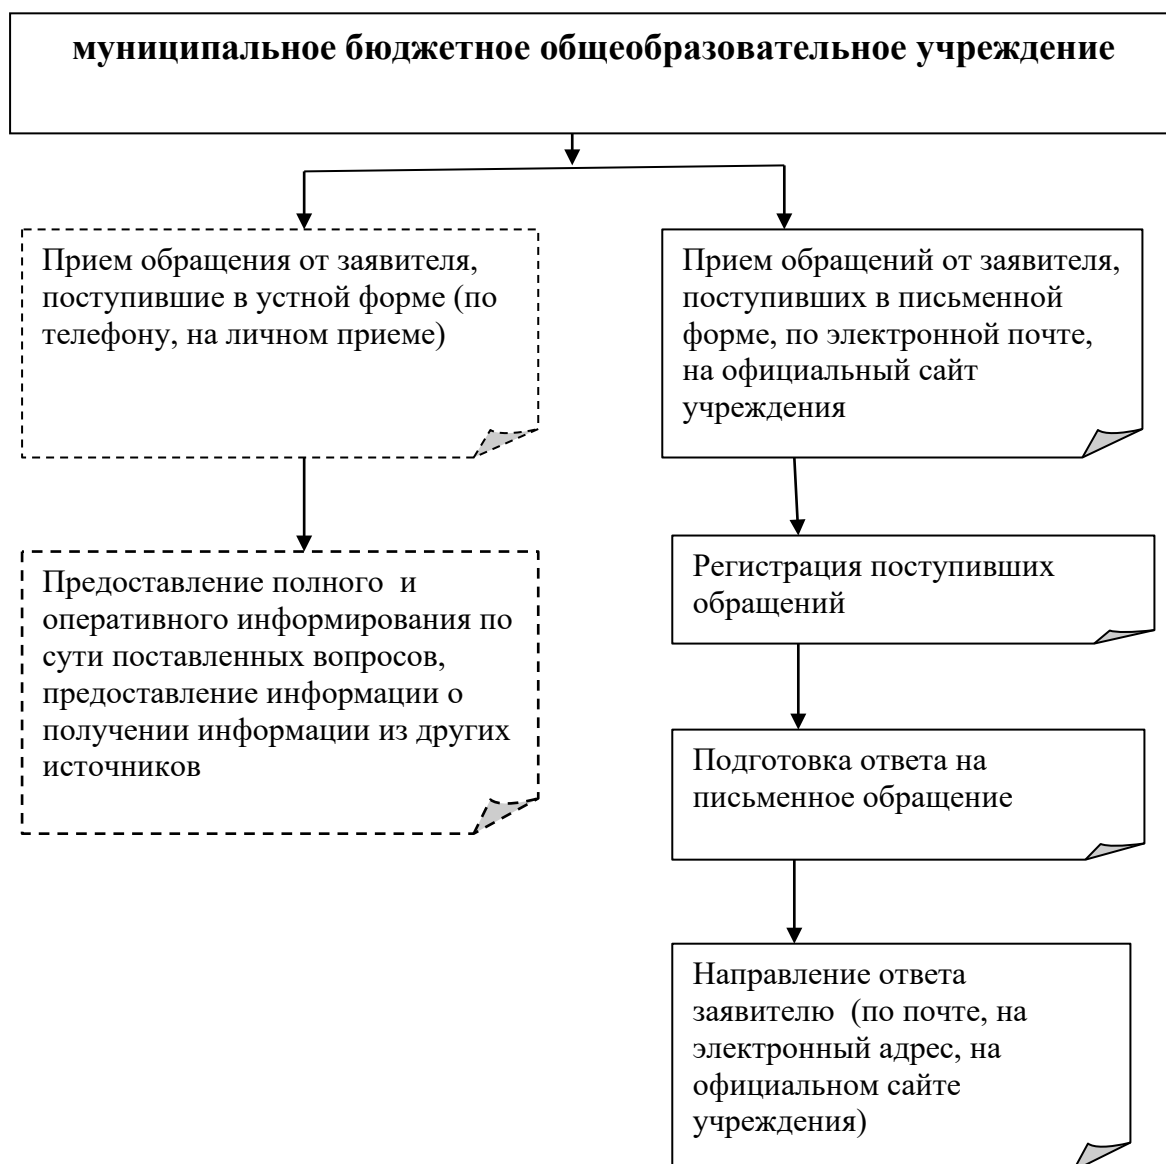 муниципальное бюджетное общеобразовательное учреждение
Прием обращения от заявителя,
поступившие в устной форме (по
телефону, на личном приеме)
Предоставление полного  и
оперативного информирования по
сути поставленных вопросов,
предоставление информации о
получении информации из других
источников
Прием обращений от заявителя,
поступивших в письменной
форме, по электронной почте,
на официальный сайт
учреждения
Регистрация поступивших
обращений
Подготовка ответа на
письменное обращение
Направление ответа
заявителю  (по почте, на
электронный адрес, на
официальном сайте
учреждения)